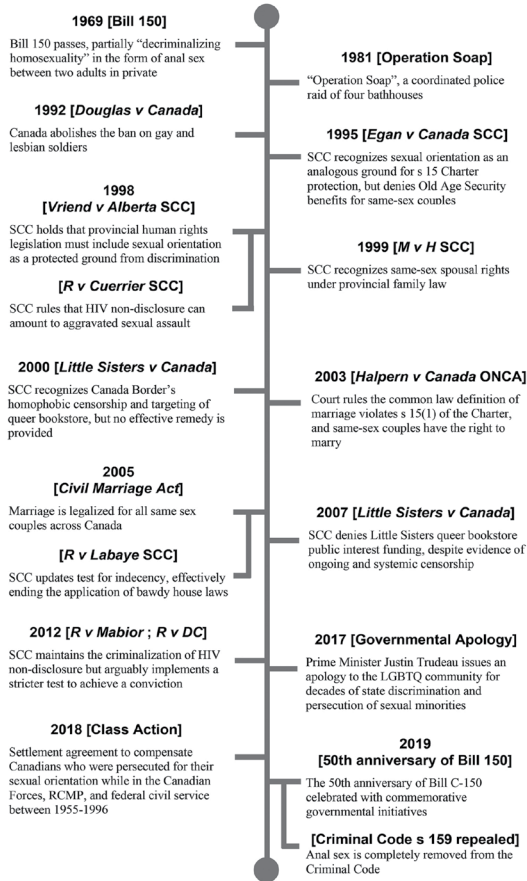 1969 [Bill 150]
Bill 150 passes, partially “decriminalizing
homosexuality” in the form of anal sex
between two adults in private
1981 [Operation Soap]
“Operation Soap”, a coordinated police
raid of four bathhouses
1992 [Douglas v Canada]
Canada abolishes the ban on gay and
lesbian soldiers
1995 [Egan v Canada SCC]
SCC recognizes sexual orientation as an
analogous ground for s 15 Charter
protection, but denies Old Age Security
benefits for same-sex couples
1998
[Vriend v Alberta SCC]
SCC holds that provincial human rights
legislation must include sexual orientation
as a protected ground from discrimination
[R v Cuerrier SCC]
SCC rules that HIV non-disclosure can
amount to aggravated sexual assault
1999 [M v H SCC]
SCC recognizes same-sex spousal rights
under provincial family law
2000 [Little Sisters v Canada]
SCC recognizes Canada Border’s
homophobic censorship and targeting of
queer bookstore, but no effective remedy is
provided
2003 [Halpern v Canada ONCA]
Court rules the common law definition of
marriage violates s 15(1) of the Charter,
and same-sex couples have the right to
marry
2005
[Civil Marriage Act]
Marriage is legalized for all same sex
couples across Canada
[R v Labaye SCC]
SCC updates test for indecency, effectively
ending the application of bawdy house laws
2007 [Little Sisters v Canada]
SCC denies Little Sisters queer bookstore
public interest funding, despite evidence of
ongoing and systemic censorship
2012 [R v Mabior ; R v DC]
SCC maintains the criminalization of HIV
non-disclosure but arguably implements a
stricter test to achieve a conviction
2017 [Governmental Apology]
Prime Minister Justin Trudeau issues an
apology to the LGBTQ community for
decades of state discrimination and
persecution of sexual minorities
2018 [Class Action]
Settlement agreement to compensate
Canadians who were persecuted for their
sexual orientation while in the Canadian
Forces, RCMP, and federal civil service
between 1955-1996
2019
[50th anniversary of Bill 150]
The 50th anniversary of Bill C-150
celebrated with commemorative
governmental initiatives
[Criminal Code s 159 repealed]
Anal sex is completely removed from the
Criminal Code